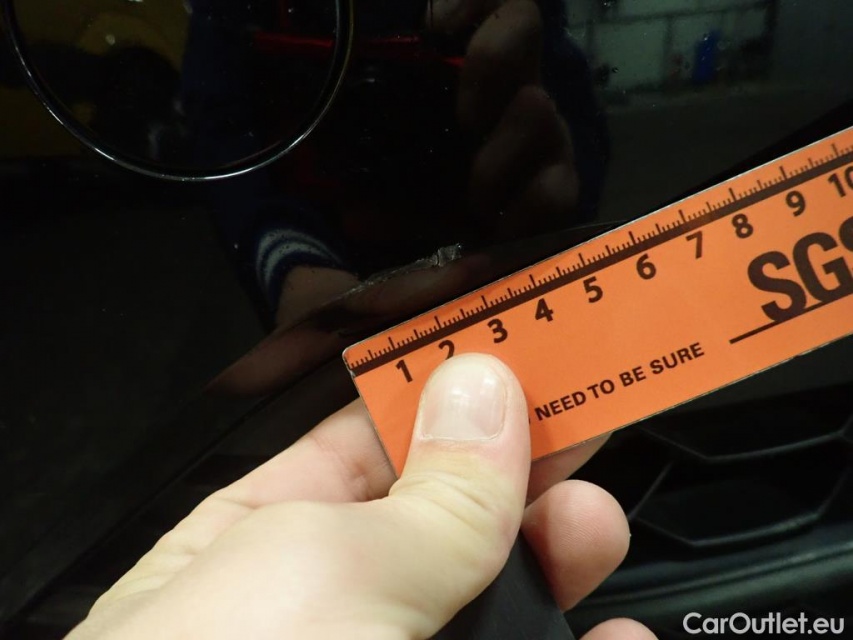 1 2 3 4 5 6 7 8 9 10
SGS
NEED TO BE SURE
CarOutlet.eu